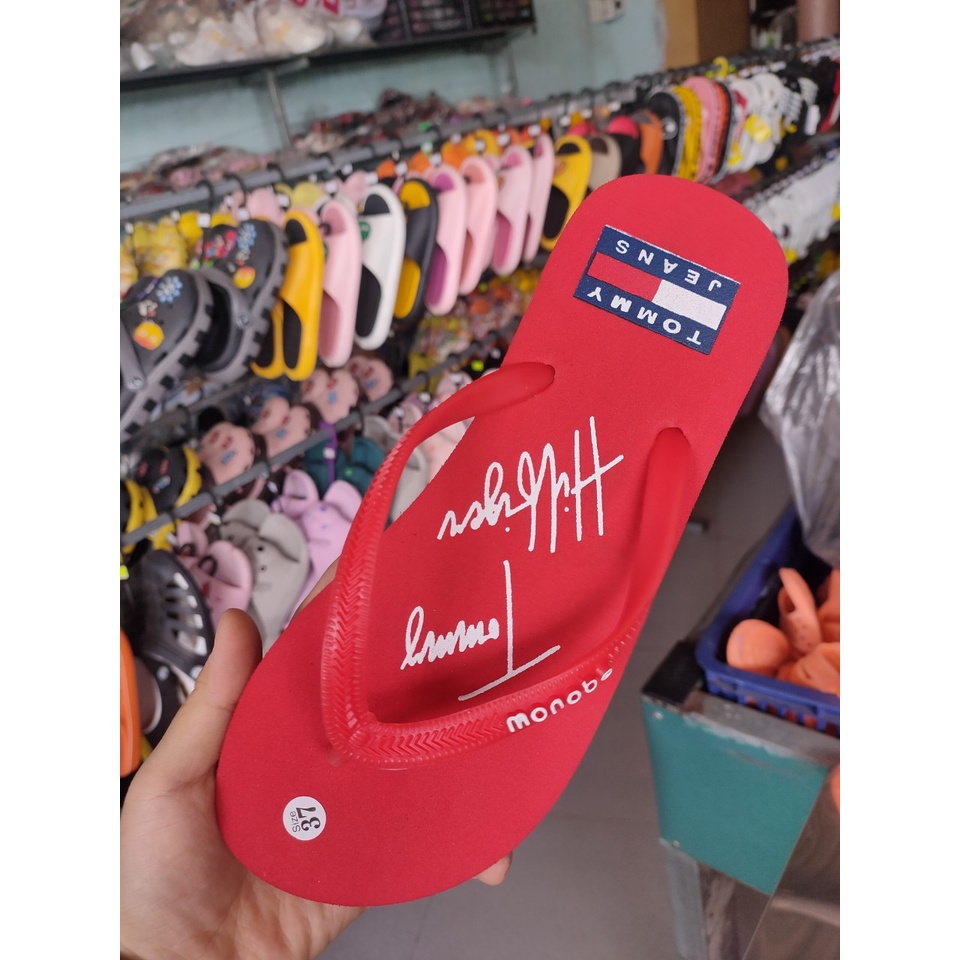 TOMMY
JEANS
Tommy
Hilfiger
monobo
Size
37